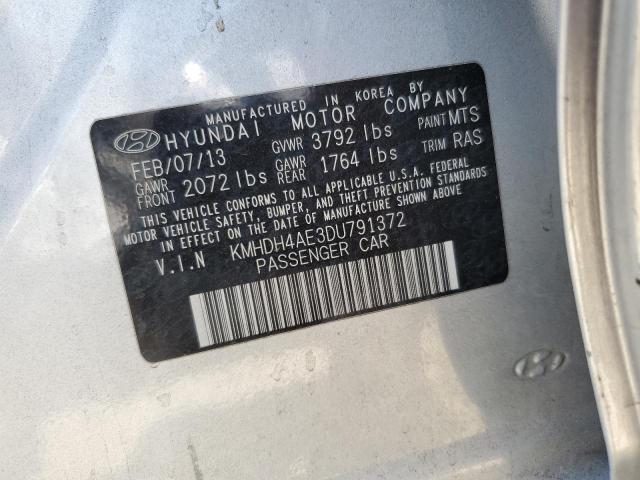 MANUFACTURED IN KOREA BY
HYUNDAI MOTOR COMPANY
FEB/07/13 GVWR 3792 lbs PAINT MTS
GAWR FRONT 2072 lbs GAWR REAR 1764 lbs TRIM RAS
THIS VEHICLE CONFORMS TO ALL APPLICABLE U.S.A. FEDERAL
MOTOR VEHICLE SAFETY, BUMPER, AND THEFT PREVENTION STANDARDS
IN EFFECT ON THE DATE OF MANUFACTURE SHOWN ABOVE.
V.I.N KMHDH4AE3DU791372
PASSENGER CAR